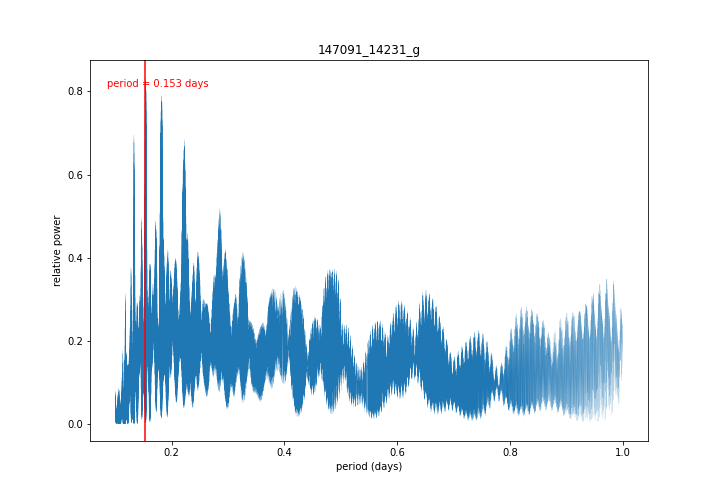 147091_14231_g
period = 0.153 days
relative power
0.8
0.6
0.4
0.2
0.0
0.2 0.4 0.6 0.8 1.0
period (days)